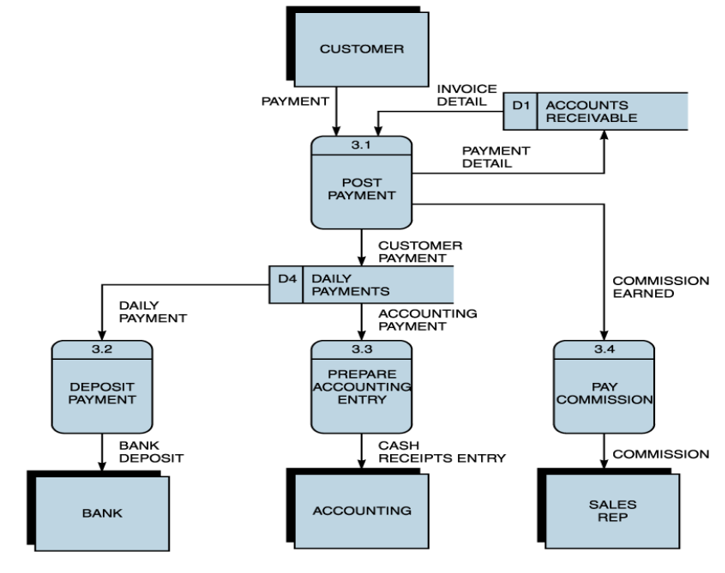 CUSTOMER
PAYMENT
INVOICE
DETAIL
D1
ACCOUNTS
RECEIVABLE
3.1
POST
PAYMENT
PAYMENT
DETAIL
CUSTOMER
PAYMENT
D4
DAILY
PAYMENTS
COMMISSION
EARNED
DAILY
PAYMENT
ACCOUNTING
PAYMENT
3.2
DEPOSIT
PAYMENT
3.3
PREPARE
ACCOUNTING
ENTRY
3.4
PAY
COMMISSION
BANK
DEPOSIT
CASH
RECEIPTS ENTRY
COMMISSION
BANK
ACCOUNTING
SALES
REP